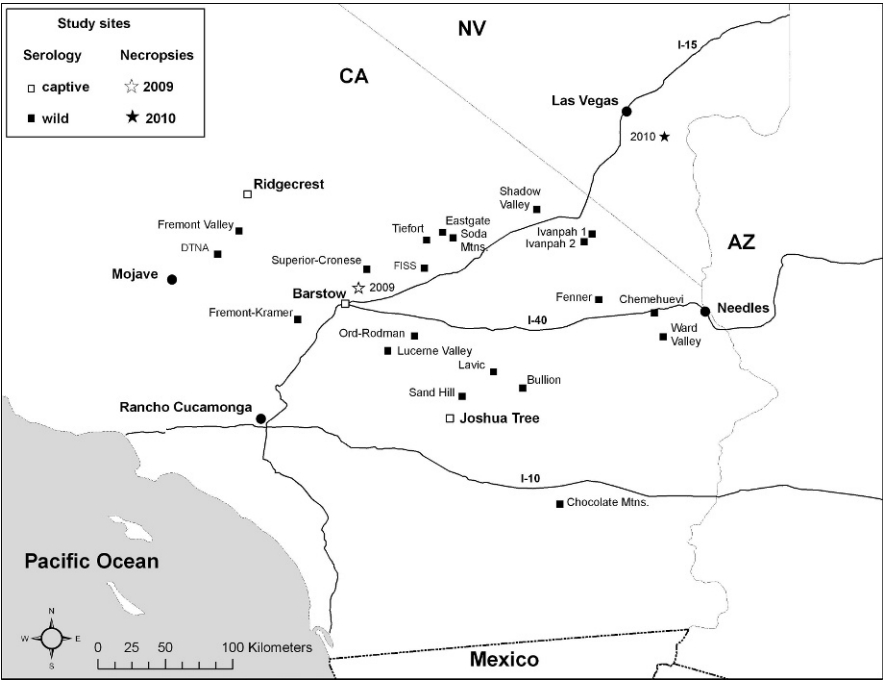 Study sites
Serology Necropsies
captive 2009
wild 2010
NV
I-15
CA
Las Vegas
2010
Ridgecrest
Shadow
Valley
Fremont Valley
Tiefort
Eastgate
Soda
Mtns.
Ivanpah 1
Ivanpah 2
DTNA
AZ
Superior-Cronese
FISS
Mojave
2009
Barstow
Fenner
Chemehuevi
Needles
Fremont-Kramer
I-40
Ord-Rodman
Ward
Valley
Lucerne Valley
Lavic
Bullion
Sand Hill
Rancho Cucamonga
Joshua Tree
I-10
Chocolate Mtns.
Pacific Ocean
N
W E
S
0 25 50 100 Kilometers
Mexico